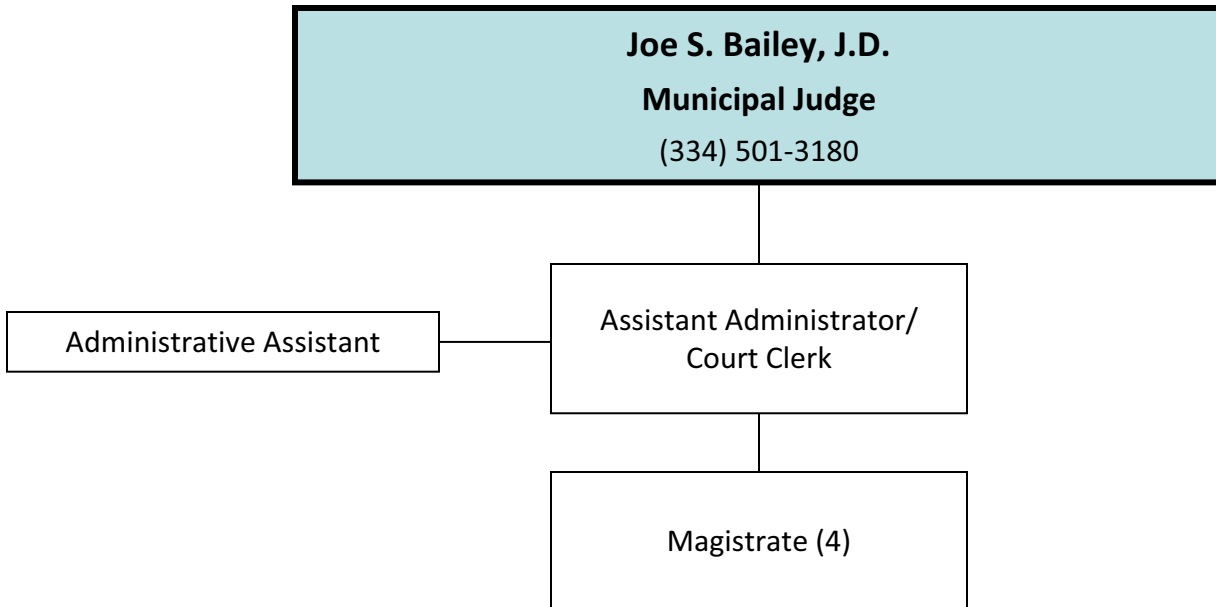 Joe S. Bailey, J.D.
Municipal Judge
(334) 501-3180
Assistant Administrator/
Court Clerk
Administrative Assistant
Magistrate (4)